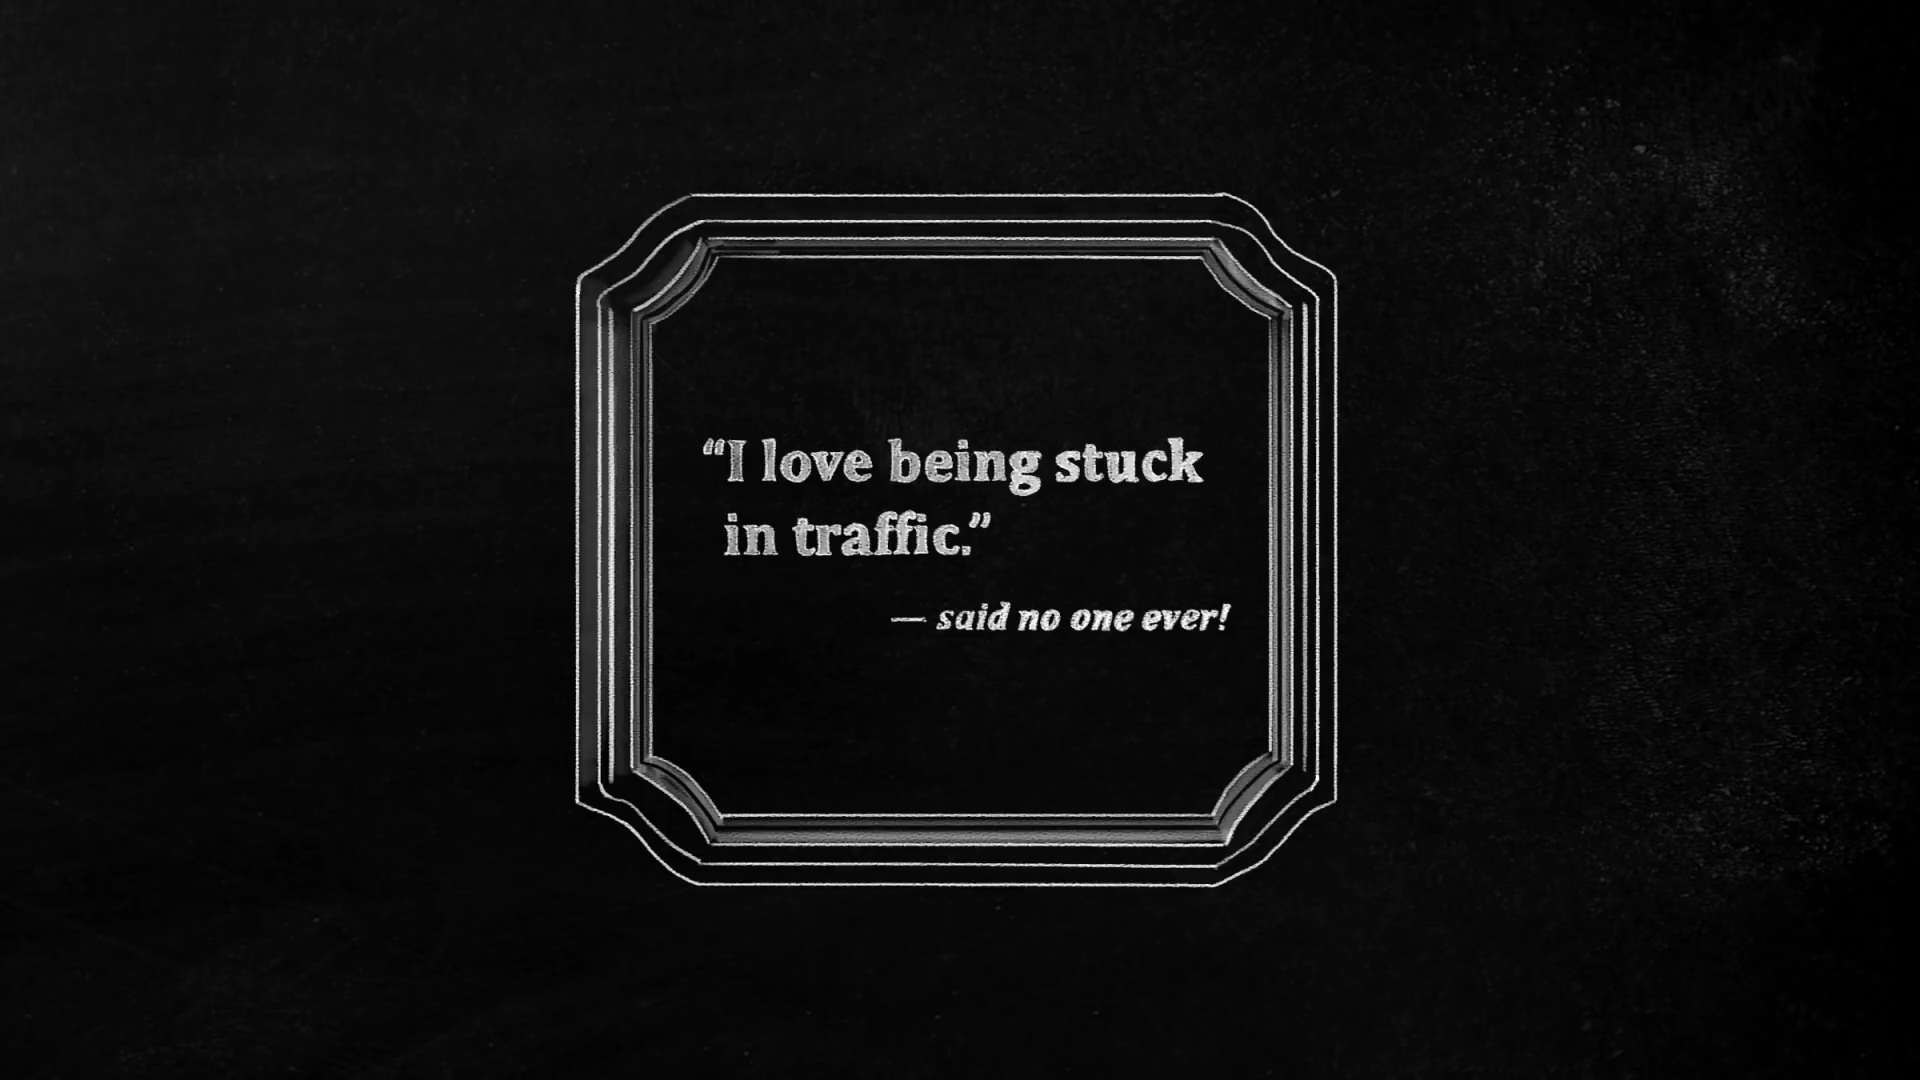 “I love being stuck
in traffic.”
— said no one ever!